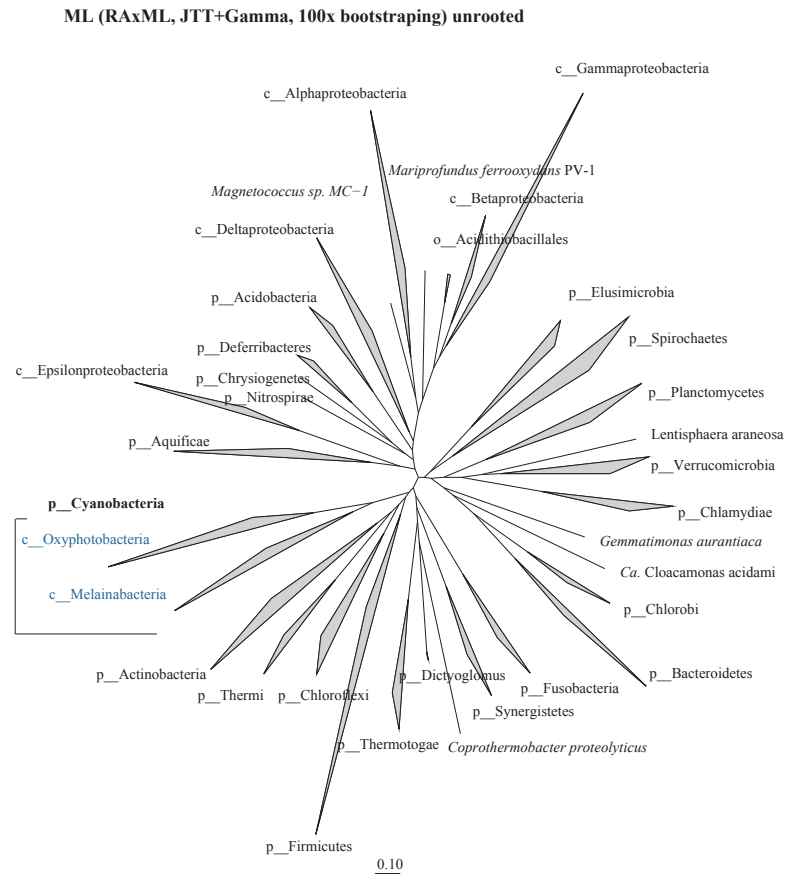 ML (RAxML, JTT+Gamma, 100x bootstraping) unrooted
c__Gammaproteobacteria
c__Alphaproteobacteria
Mariprofundus ferrooxydans PV-1
Magnetococcus sp. MC−1
c__Betaproteobacteria
c__Deltaproteobacteria
o__Acidithiobacillales
p__Elusimicrobia
p__Acidobacteria
p__Spirochaetes
p__Deferribacteres
c__Epsilonproteobacteria
p__Chrysiogenetes
p__Planctomycetes
p__Nitrospirae
Lentisphaera araneosa
p__Aquificae
p__Verrucomicrobia
p__Cyanobacteria
p__Chlamydiae
c__Oxyphotobacteria
Gemmatimonas aurantiaca
Ca. Cloacamonas acidami
c__Melainabacteria
p__Chlorobi
p__Actinobacteria
p__Dictyoglomus
p__Bacteroidetes
p__Thermi
p__Chloroflexi
p__Fusobacteria
p__Synergistetes
p__Thermotogae
Coprothermobacter proteolyticus
p__Firmicutes
0.10